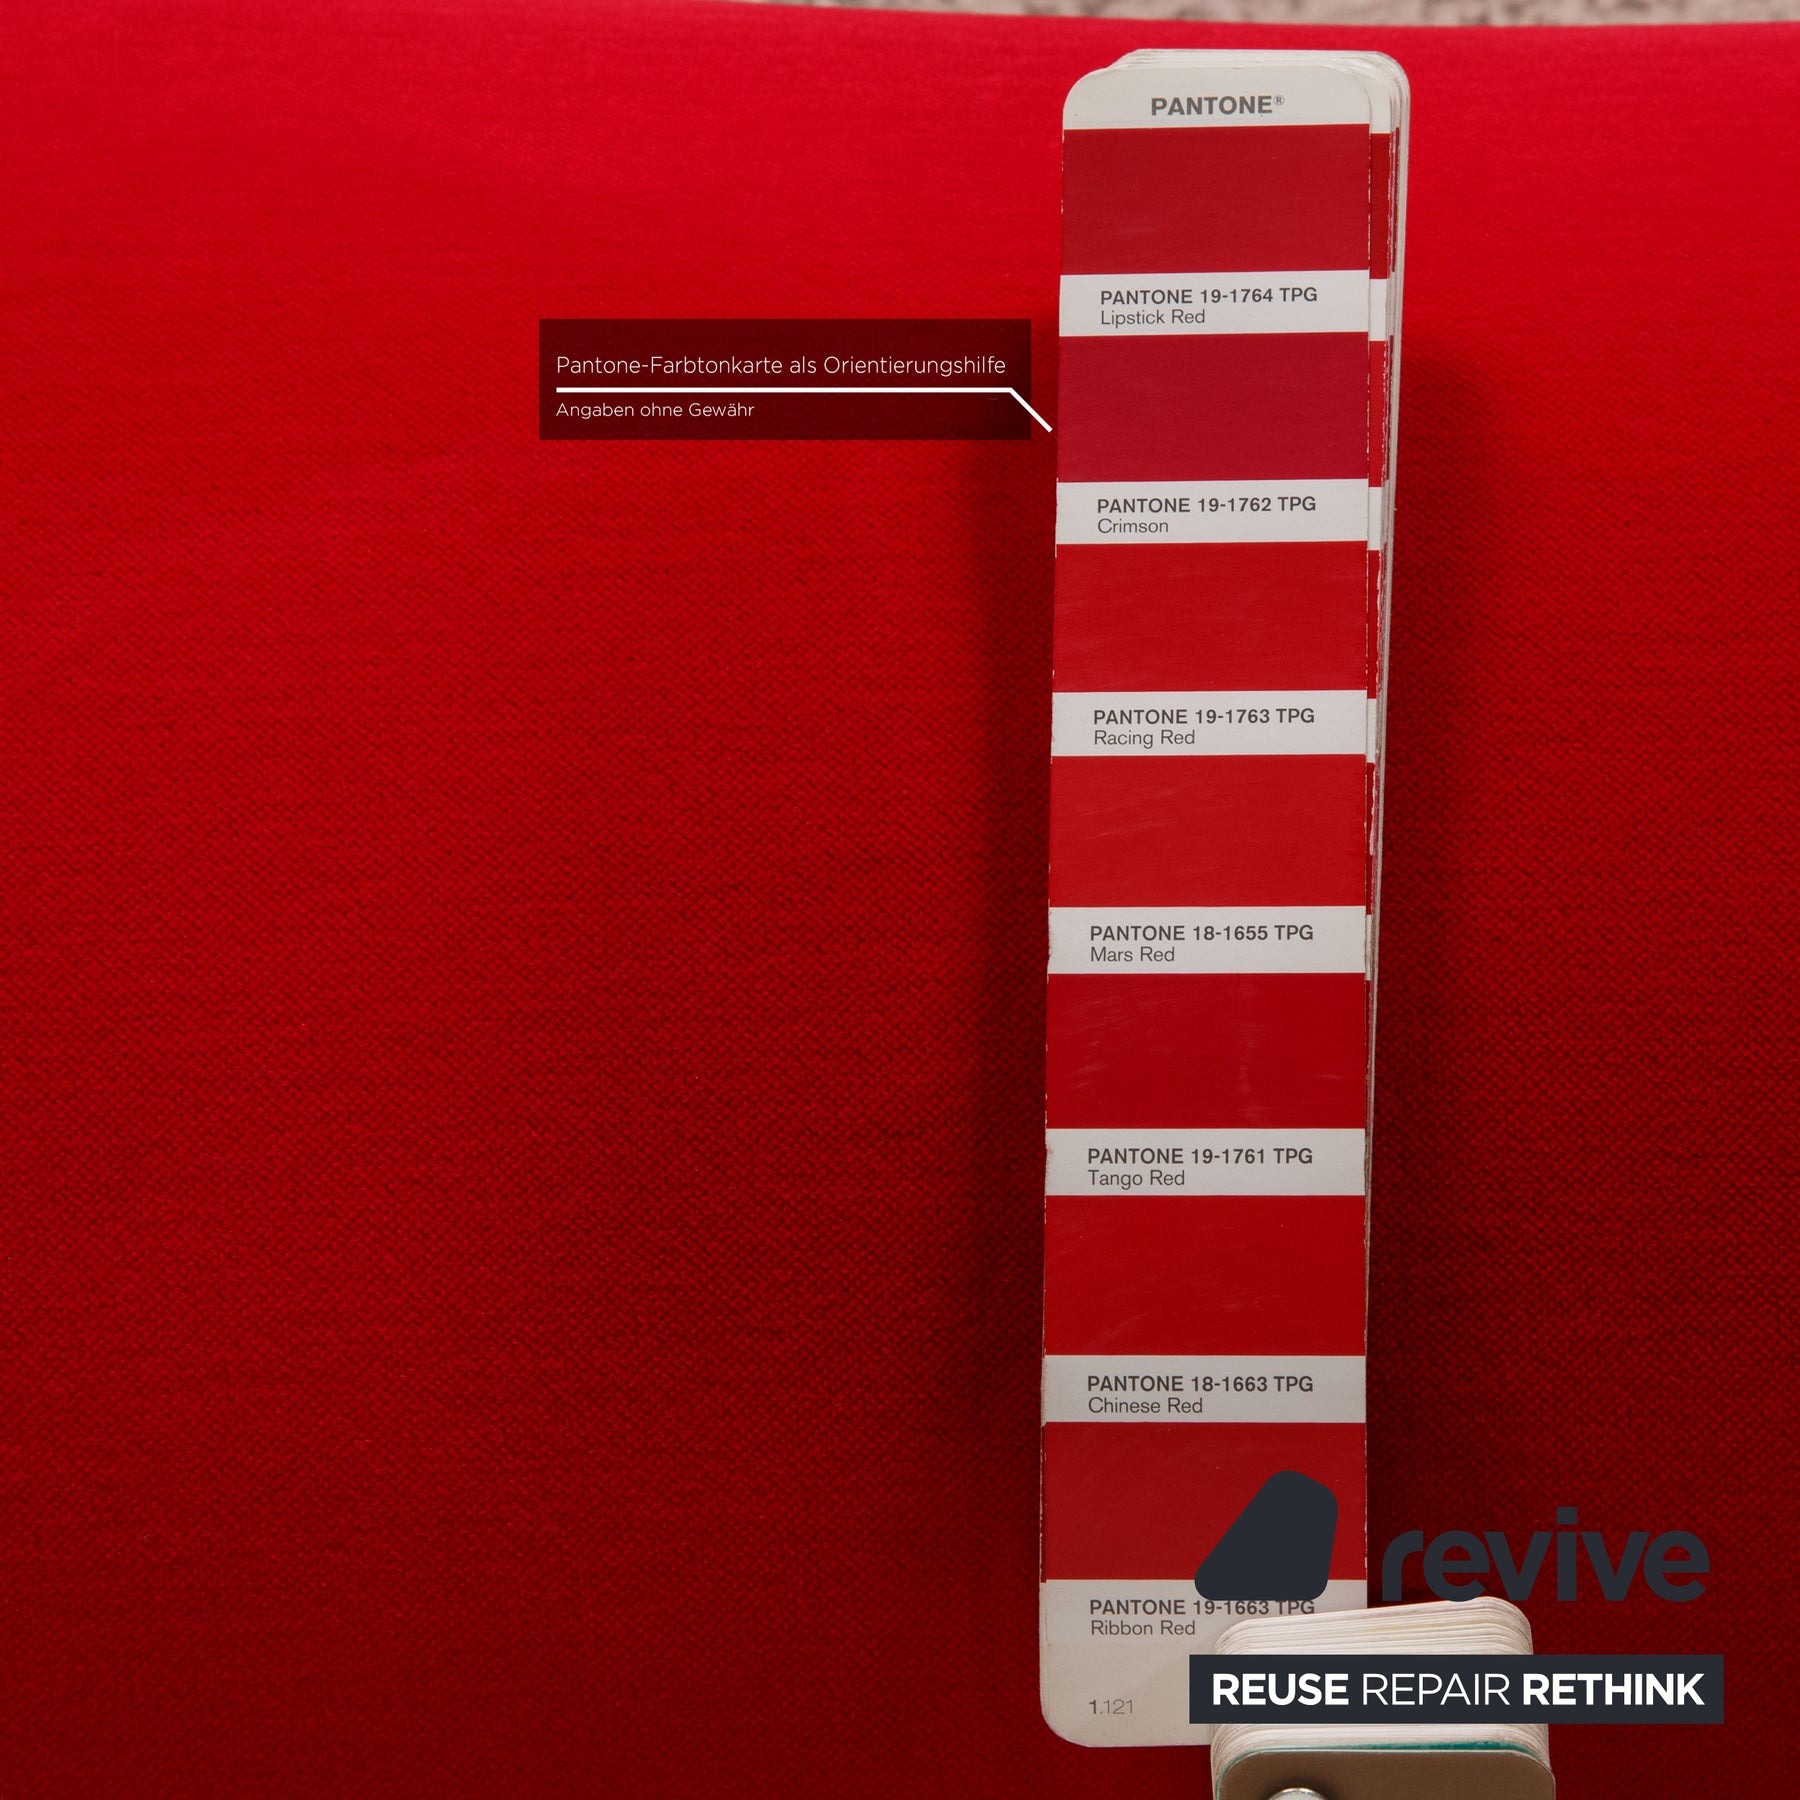 PANTONE®
PANTONE 19-1764 TPG
Lipstick Red
Pantone-Farbtonkarte als Orientierungshilfe
Angaben ohne Gewähr
PANTONE 19-1762 TPG
Crimson
PANTONE 19-1763 TPG
Racing Red
PANTONE 18-1655 TPG
Mars Red
PANTONE 19-1761 TPG
Tango Red
PANTONE 18-1663 TPG
Chinese Red
PANTONE 19-1663 TPG
Ribbon Red
1.121
revive
REUSE REPAIR RETHINK